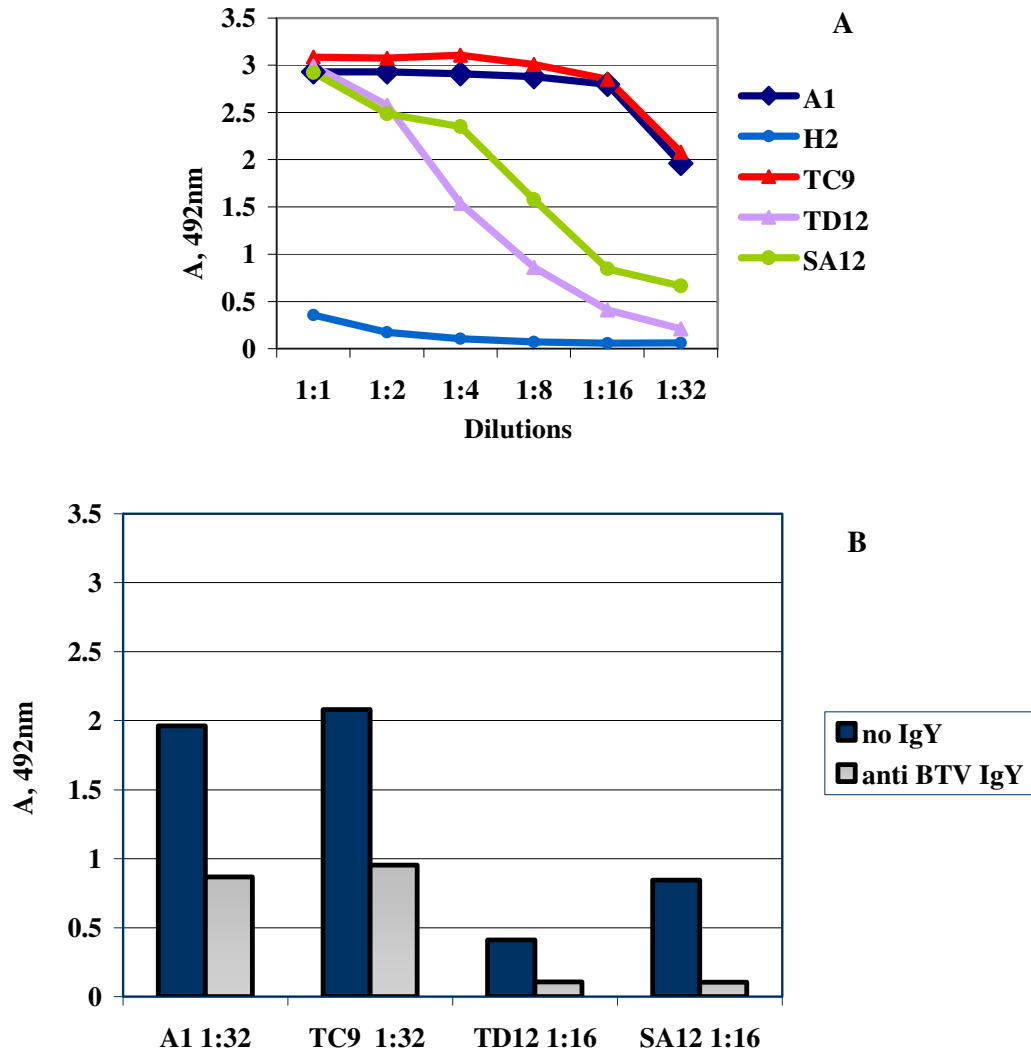 A
3.5
3
2.5
2
1.5
1
0.5
0
A, 492nm
1:1 1:2 1:4 1:8 1:16 1:32
Dilutions
A1
H2
TC9
TD12
SA12
B
3.5
3
2.5
2
1.5
1
0.5
0
A, 492nm
A1 1:32 TC9 1:32 TD12 1:16 SA12 1:16
no IgY
anti BTV IgY